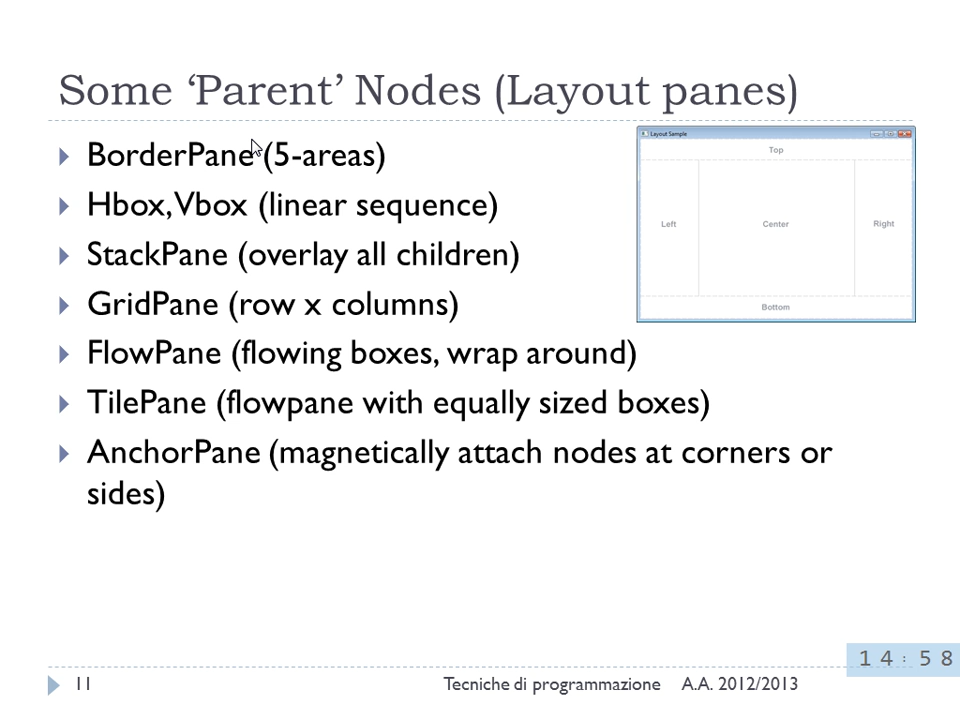 Some ‘Parent’ Nodes (Layout panes)
BorderPane (5-areas)
Hbox, Vbox (linear sequence)
StackPane (overlay all children)
GridPane (row x columns)
FlowPane (flowing boxes, wrap around)
TilePane (flowpane with equally sized boxes)
AnchorPane (magnetically attach nodes at corners or
sides)
Layout Sample
Top
Left Center Right
Bottom
14:58
11 Tecniche di programmazione A.A. 2012/2013